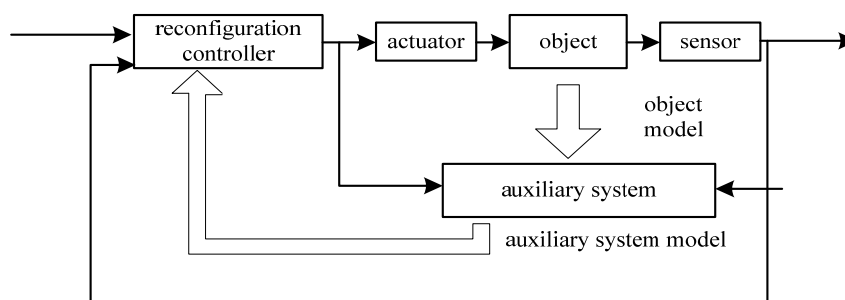 reconfiguration
controller
actuator
object
sensor
object
model
auxiliary system
auxiliary system model